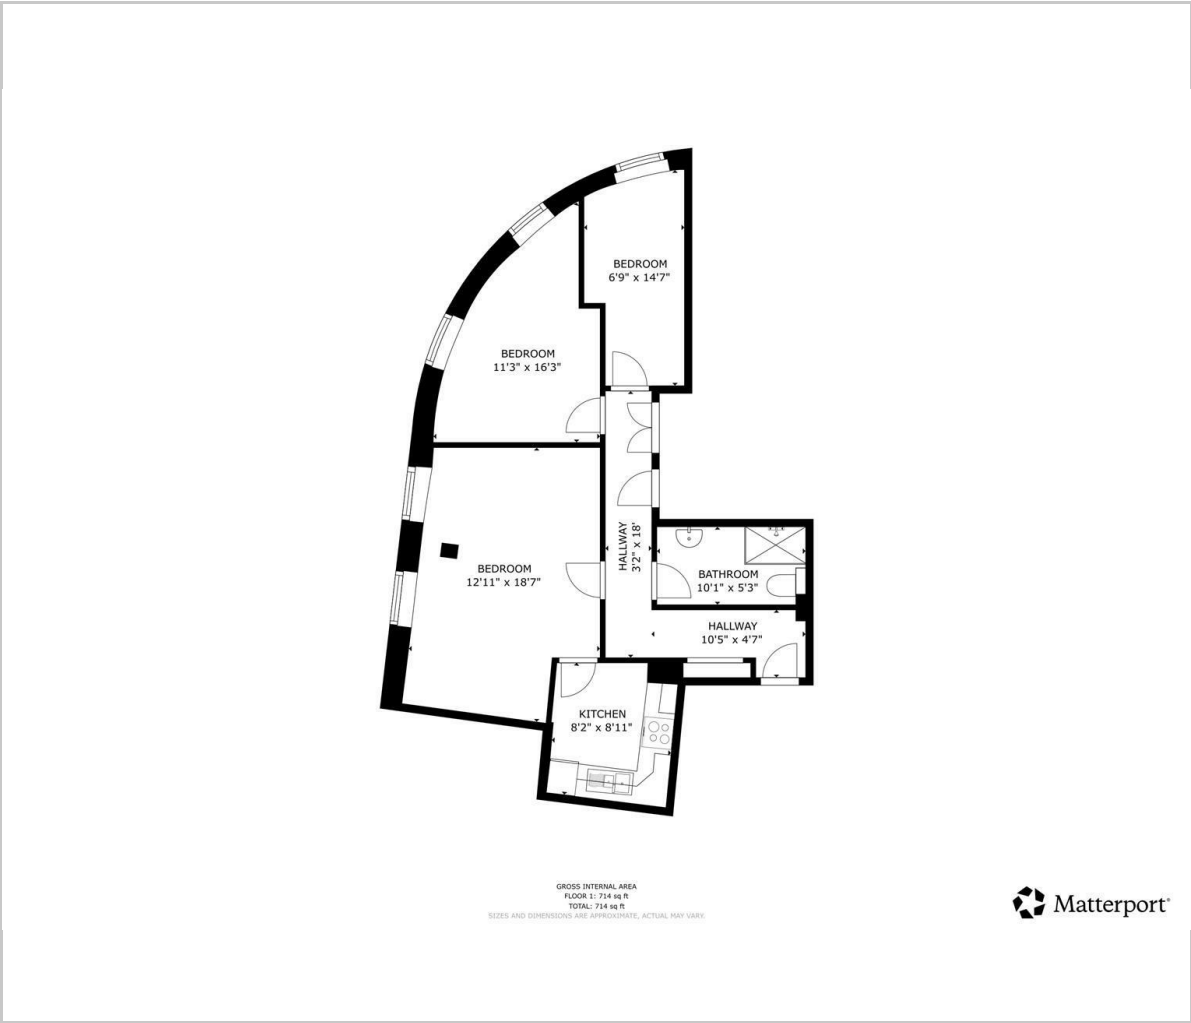 BEDROOM
6'9" x 14'7"
BEDROOM
11'3" x 16'3"
HALLWAY
3'2" x 18'
BEDROOM
12'11" x 18'7"
BATHROOM
10'1" x 5'3"
HALLWAY
10'5" x 4'7"
KITCHEN
8'2" x 8'11"
GROSS INTERNAL AREA
FLOOR 1: 714 sq ft
TOTAL: 714 sq ft
SIZES AND DIMENSIONS ARE APPROXIMATE, ACTUAL MAY VARY.
Matterport®